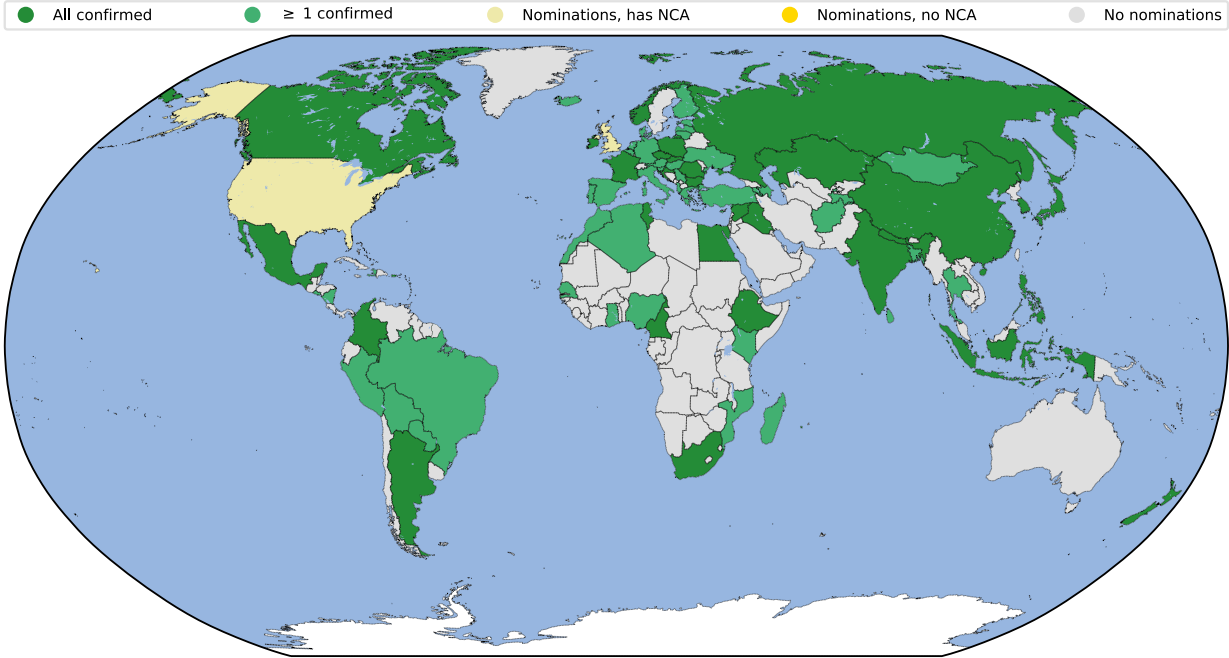 All confirmed
≥ 1 confirmed
Nominations, has NCA
Nominations, no NCA
No nominations